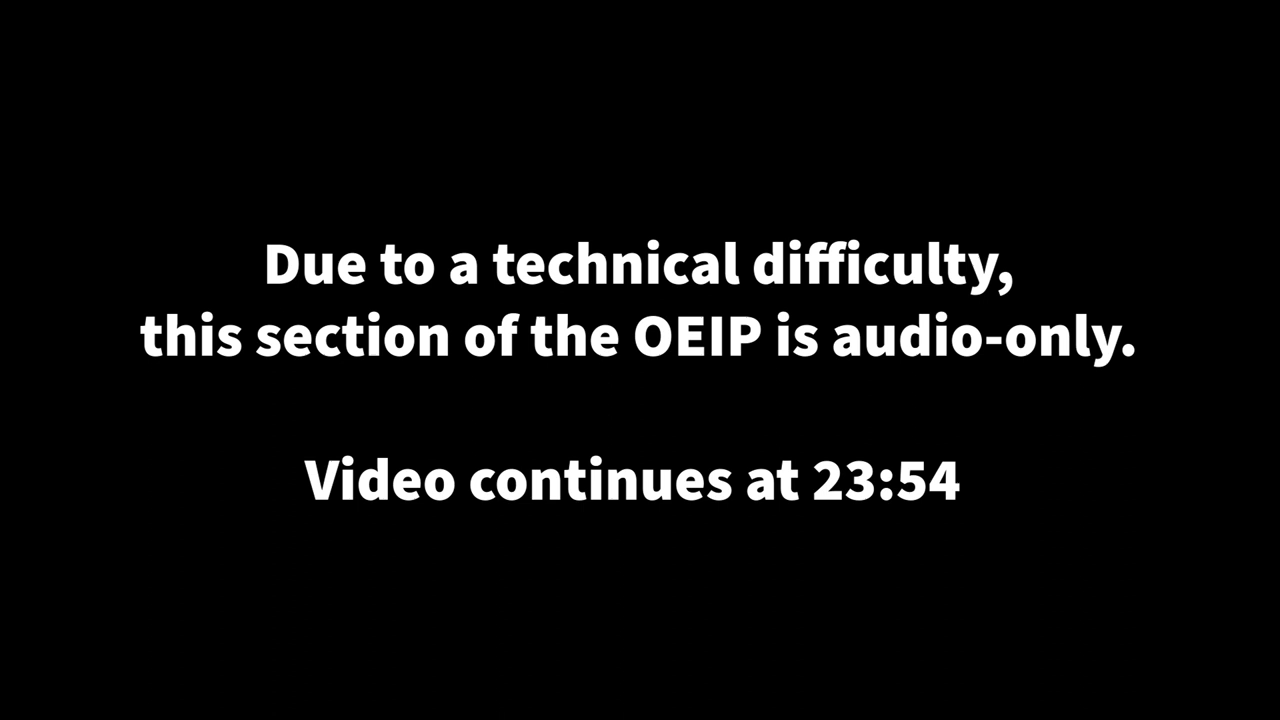 Due to a technical difficulty,
this section of the OEIP is audio-only.
Video continues at 23:54